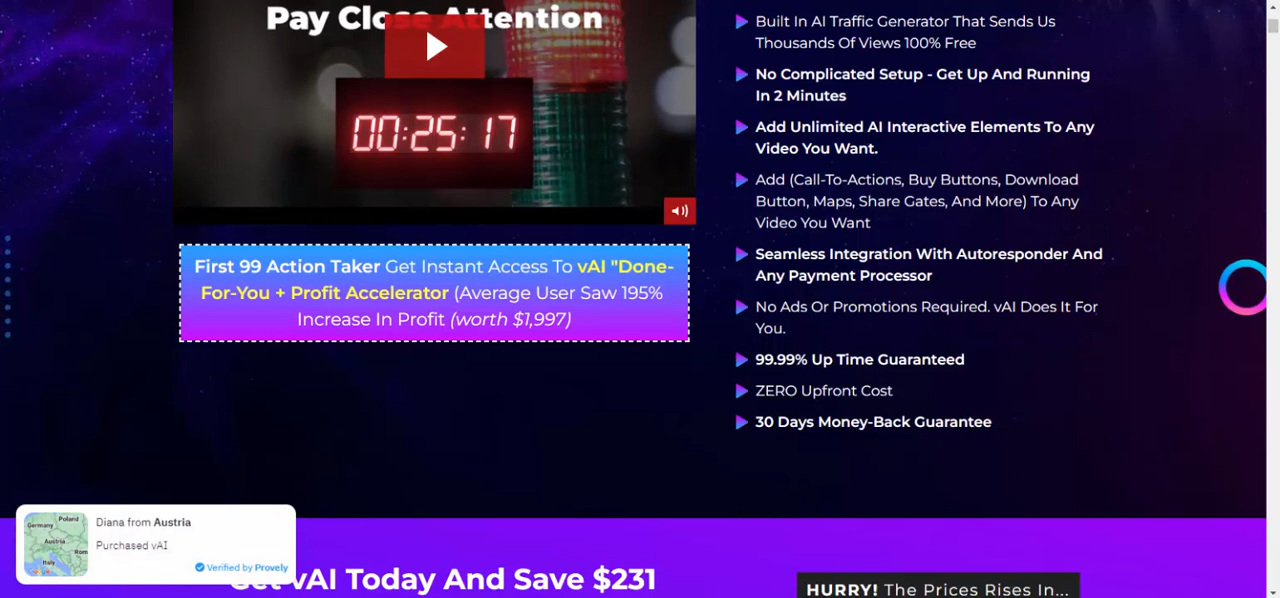 Pay Close Attention
00:25:17
First 99 Action Taker Get Instant Access To vAI "Done-
For-You + Profit Accelerator (Average User Saw 195%
Increase In Profit (worth $1,997)
Built In AI Traffic Generator That Sends Us
Thousands Of Views 100% Free
No Complicated Setup - Get Up And Running
In 2 Minutes
Add Unlimited AI Interactive Elements To Any
Video You Want.
Add (Call-To-Actions, Buy Buttons, Download
Button, Maps, Share Gates, And More) To Any
Video You Want
Seamless Integration With Autoresponder And
Any Payment Processor
No Ads Or Promotions Required. vAI Does It For
You.
99.99% Up Time Guaranteed
ZERO Upfront Cost
30 Days Money-Back Guarantee
Germany
Poland
Austria
Italy
Rom
Diana from Austria
Purchased vAI
Verified by Provely
Get vAI Today And Save $231
HURRY! The Prices Rises In...